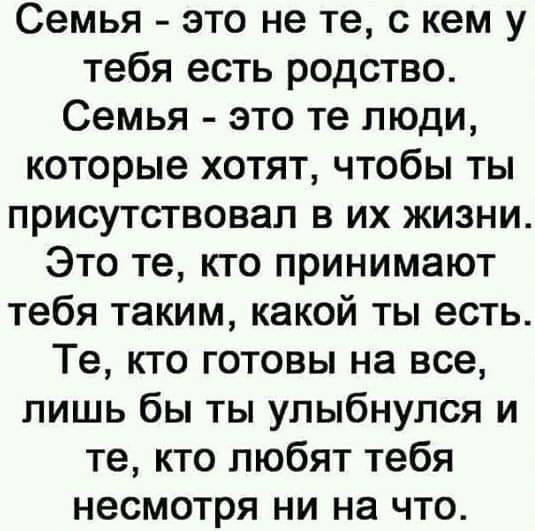 Семья - это не те, с кем у
тебя есть родство.
Семья - это те люди,
которые хотят, чтобы ты
присутствовал в их жизни.
Это те, кто принимают
тебя таким, какой ты есть.
Те, кто готовы на все,
лишь бы ты улыбнулся и
те, кто любят тебя
несмотря ни на что.